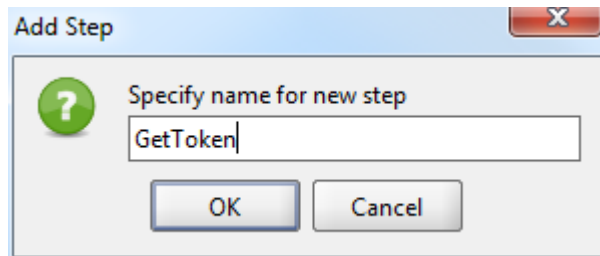 Add Step
Specify name for new step
GetToken
OK
Cancel